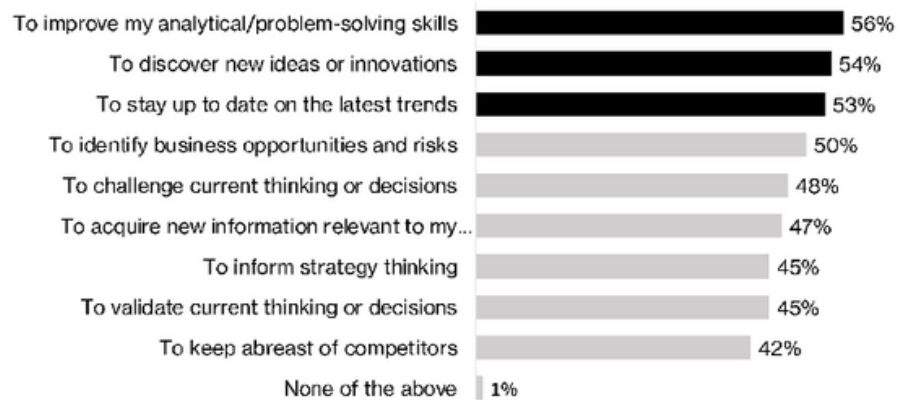 To improve my analytical/problem-solving skills 56%
To discover new ideas or innovations 54%
To stay up to date on the latest trends 53%
To identify business opportunities and risks 50%
To challenge current thinking or decisions 48%
To acquire new information relevant to my... 47%
To inform strategy thinking 45%
To validate current thinking or decisions 45%
To keep abreast of competitors 42%
None of the above 1%